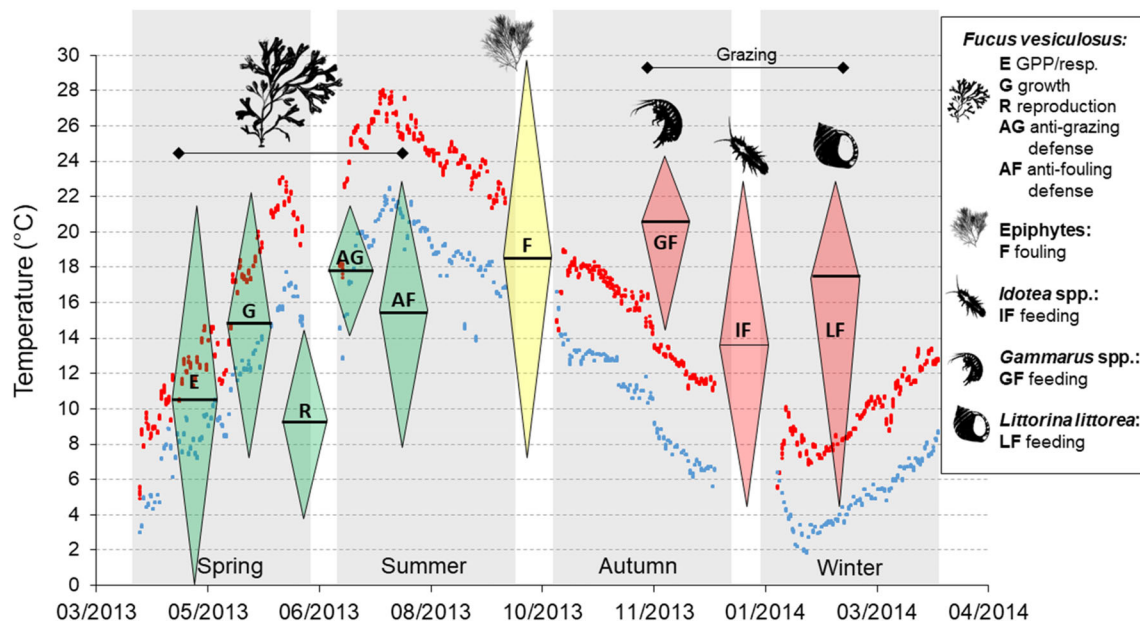 Temperature (°C)
30
28
26
24
22
20
18
16
14
12
10
8
6
4
2
0
03/2013
05/2013
06/2013
08/2013
10/2013
11/2013
01/2014
03/2014
04/2014
Spring
Summer
Autumn
Winter
Grazing
E
G
R
AG
AF
F
GF
IF
LF
Fucus vesiculosus:
E GPP/resp.
G growth
R reproduction
AG anti-grazing
defense
AF anti-fouling
defense
Epiphytes:
F fouling
Idotea spp.:
IF feeding
Gammarus spp.:
GF feeding
Littorina littorea:
LF feeding